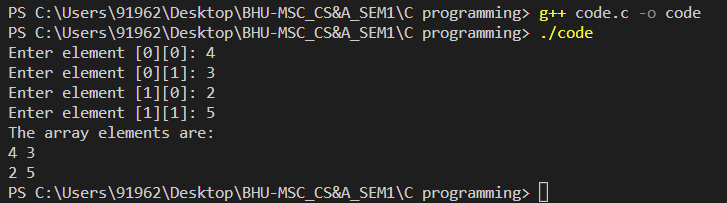 PS C:\Users\91962\Desktop\BHU-MSC_CS&A_SEM1\C programming> g++ code.c -o code
PS C:\Users\91962\Desktop\BHU-MSC_CS&A_SEM1\C programming> ./code
Enter element [0][0]: 4
Enter element [0][1]: 3
Enter element [1][0]: 2
Enter element [1][1]: 5
The array elements are:
4 3
2 5
PS C:\Users\91962\Desktop\BHU-MSC_CS&A_SEM1\C programming>